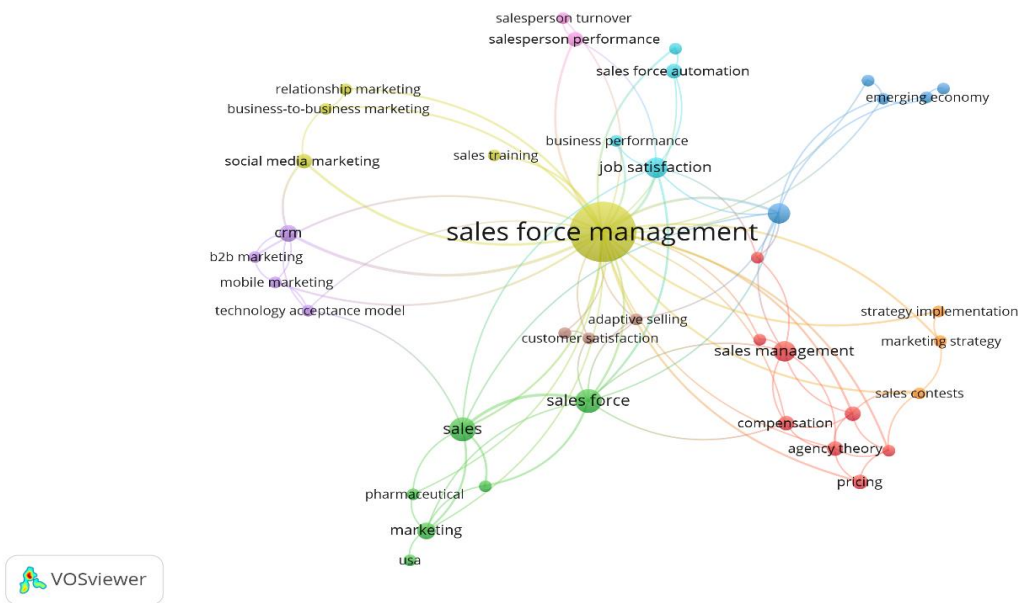 salesperson turnover
salesperson performance
sales force automation
relationship marketing
emerging economy
business-to-business marketing
business performance
sales training
social media marketing
job satisfaction
sales force management
crm
b2b marketing
mobile marketing
technology acceptance model
strategy implementation
adaptive selling
customer satisfaction
marketing strategy
sales management
sales contests
sales force
compensation
sales
agency theory
pricing
pharmaceutical
marketing
usa
VOSviewer